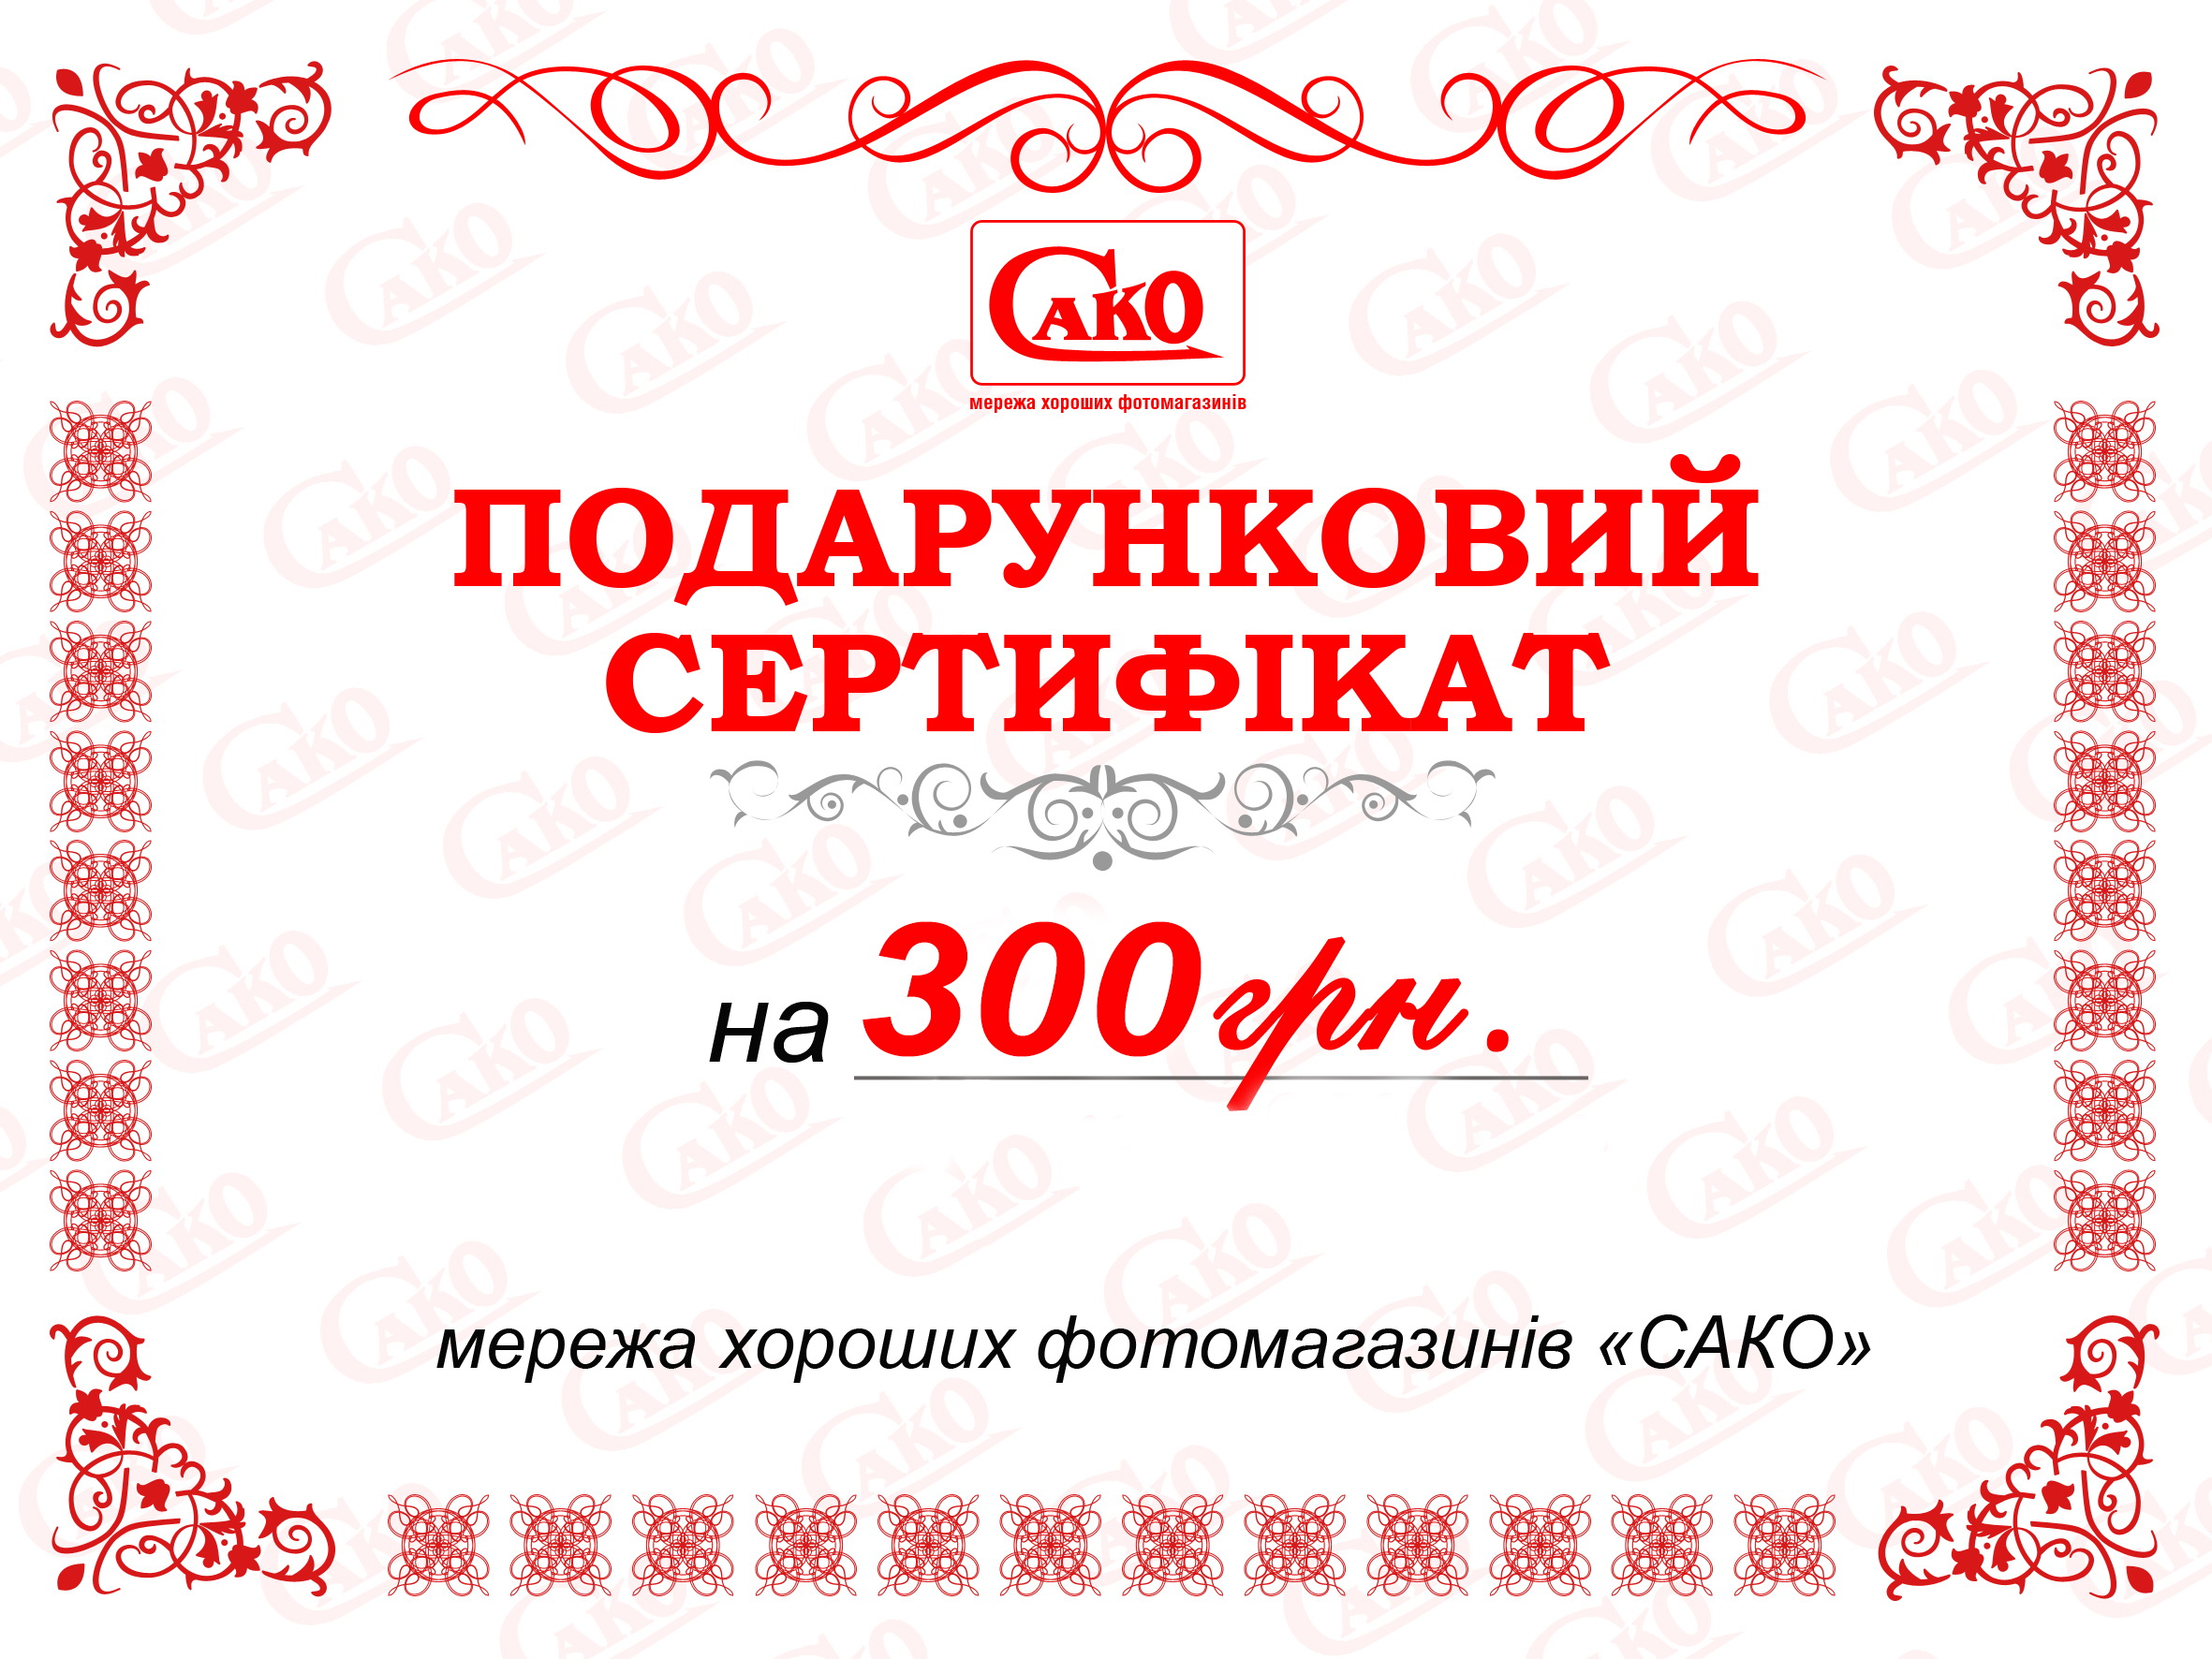 Сако
мережа хороших фотомагазинів
ПОДАРУНКОВИЙ
СЕРТИФІКАТ
на 300 грн.
мережа хороших фотомагазинів «САКО»